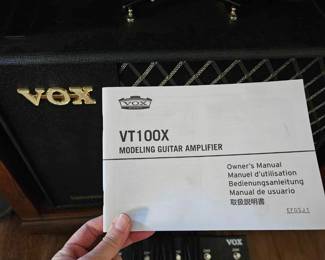 VOX
VOX
VT100X
MODELING GUITAR AMPLIFIER
Owner's Manual
Manuel d'utilisation
Bedienungsanleitung
Manual de usuario
取扱説明書
EFGSJ1
VOX